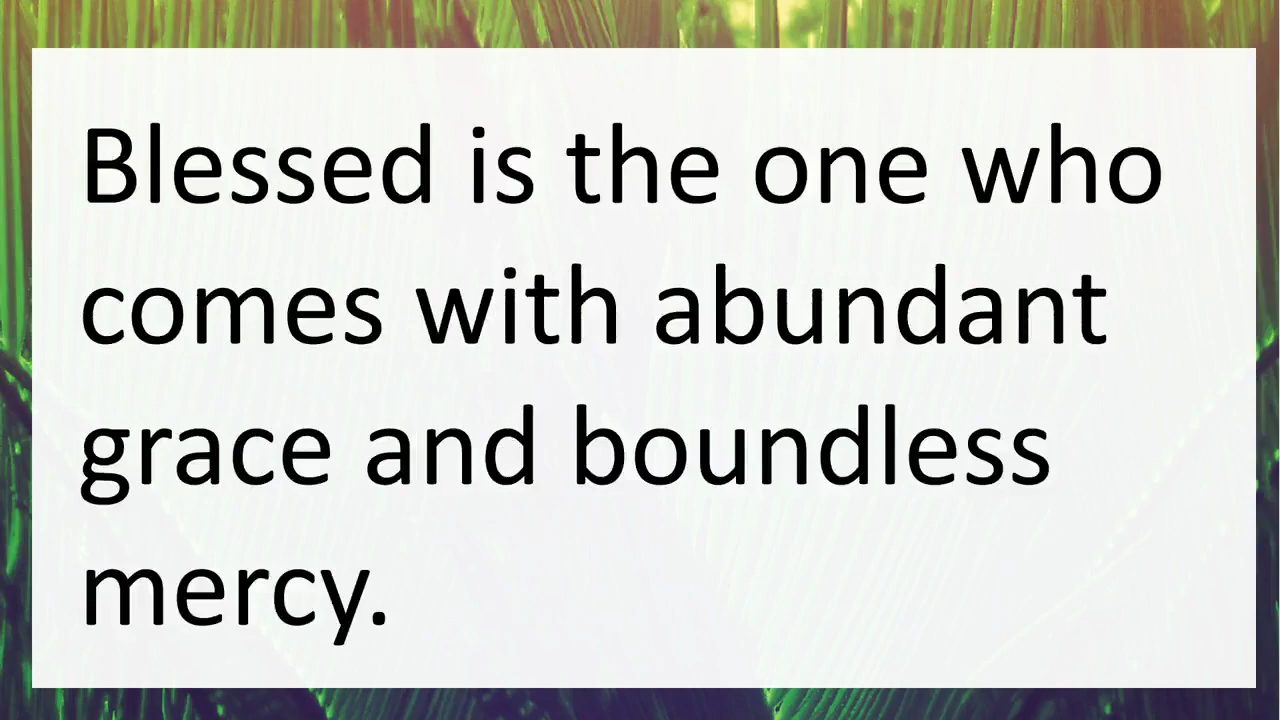 Blessed is the one who
comes with abundant
grace and boundless
mercy.